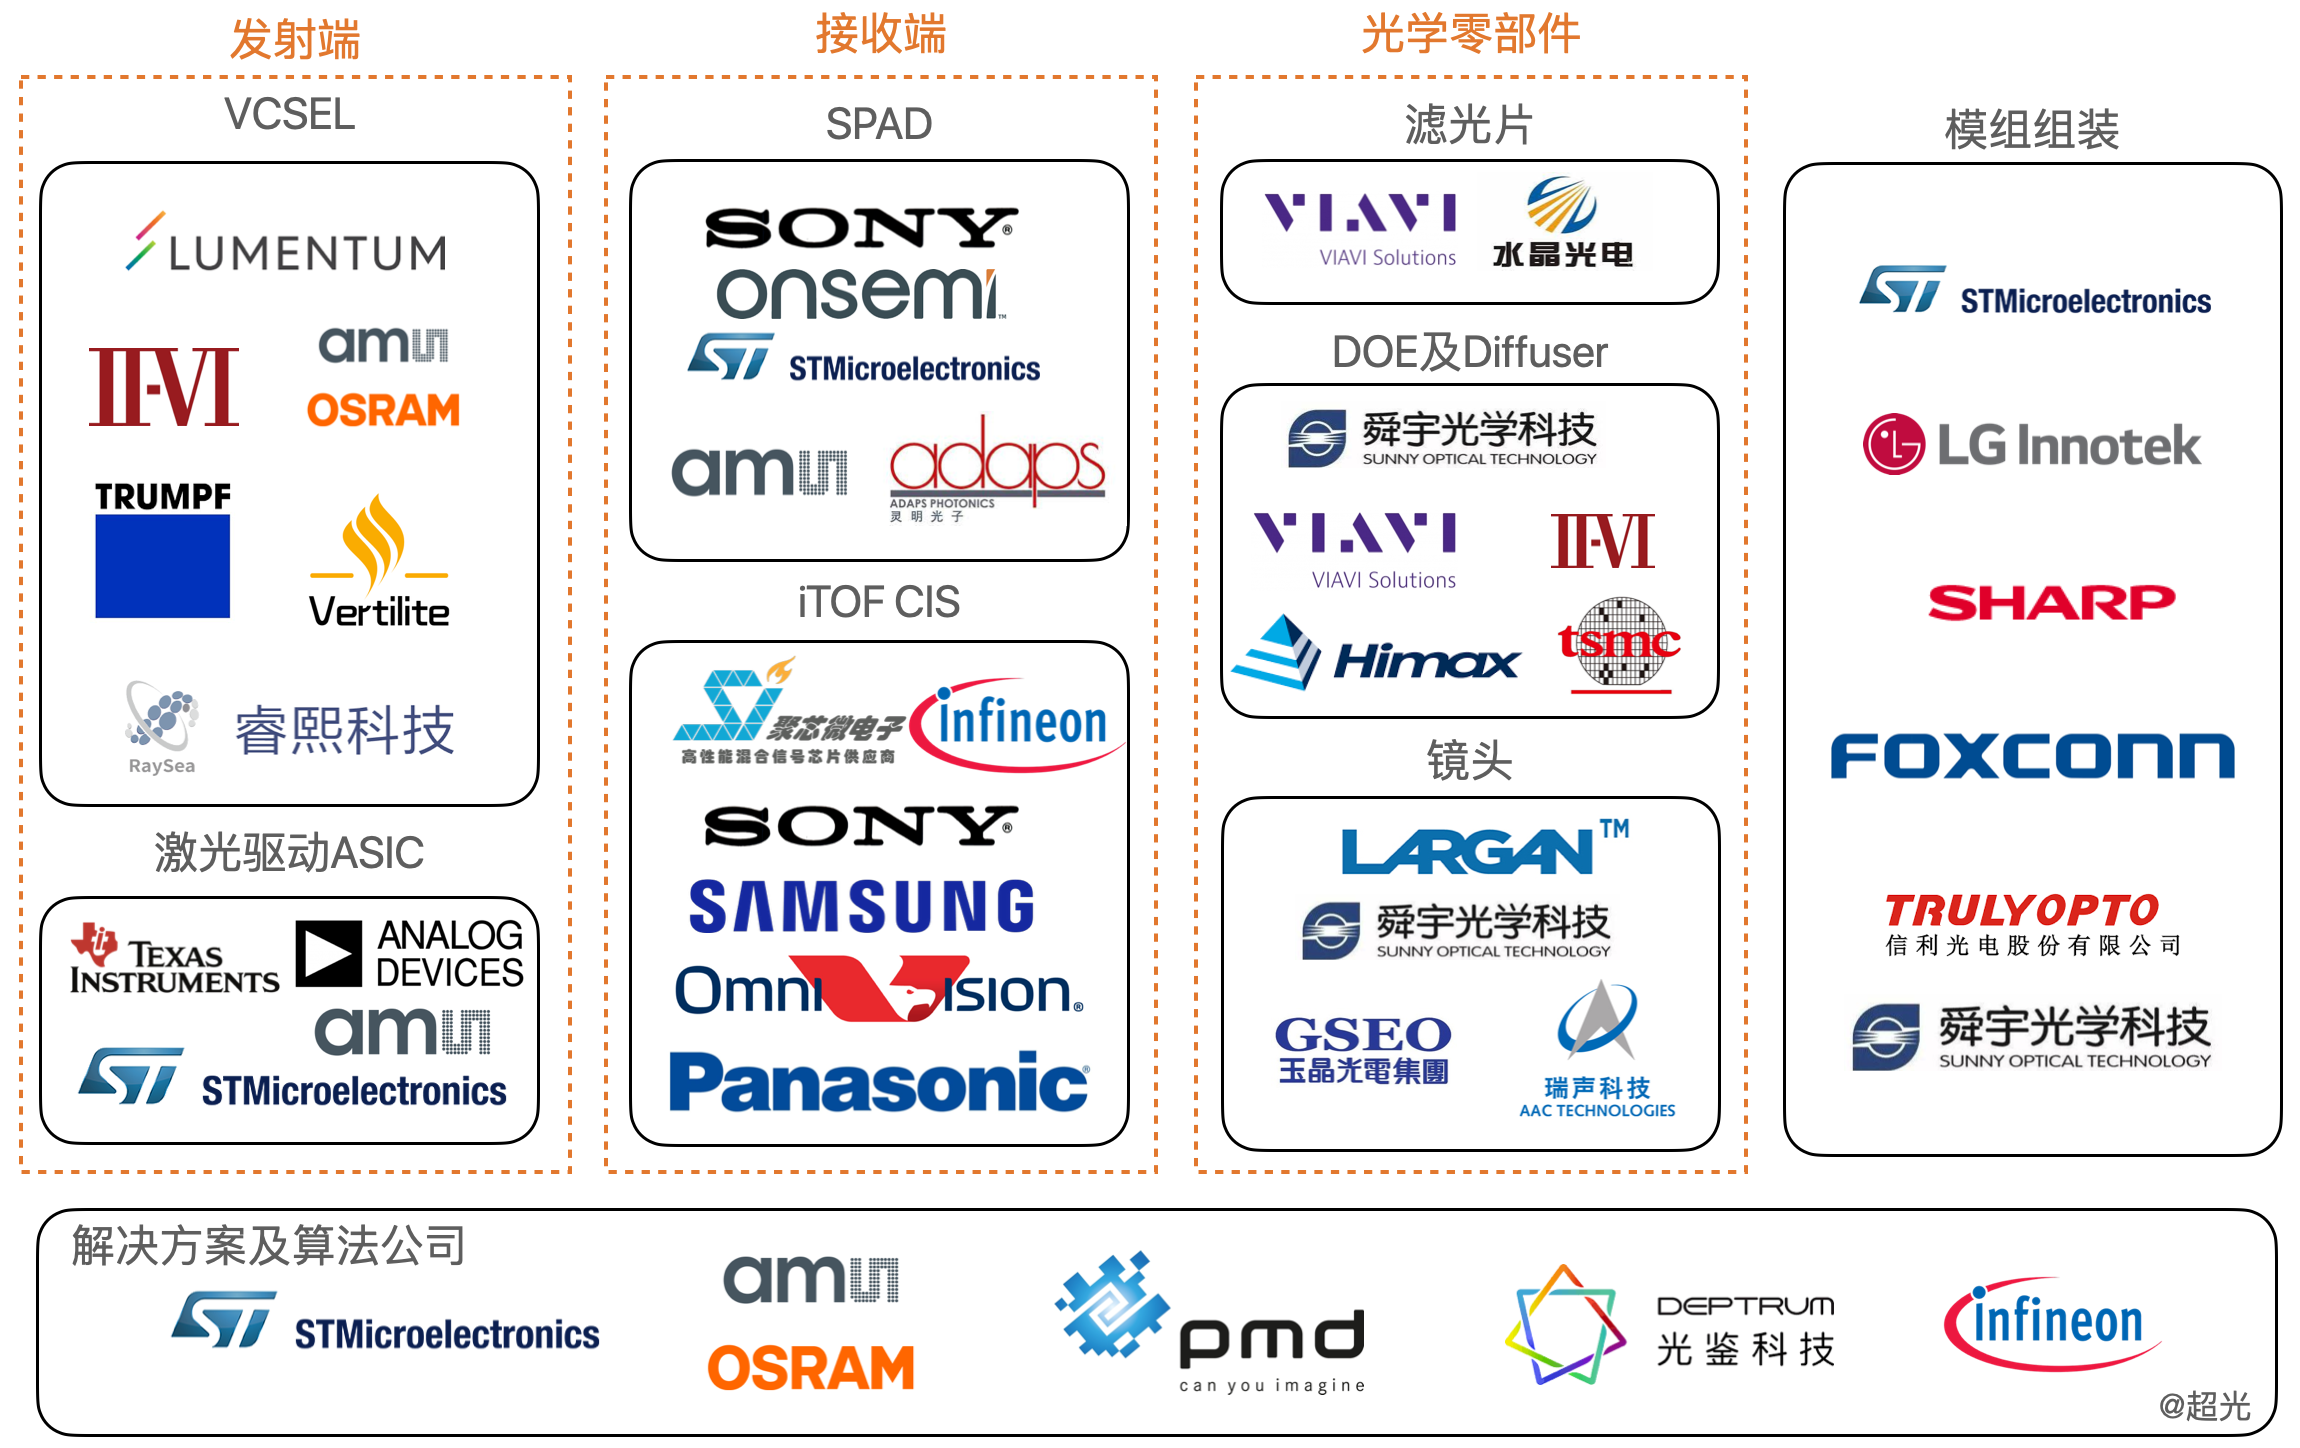 发射端
VCSEL
LUMENTUM
II-VI
amu
OSRAM
TRUMPF
Vertilite
RaySea
睿熙科技
激光驱动ASIC
TEXAS
INSTRUMENTS
ANALOG
DEVICES
amu
ST
STMicroelectronics
接收端
SPAD
SONY®
onsemi™
ST
STMicroelectronics
amu
adaps
ADAPS PHOTONICS
灵明光子
iTOF CIS
聚芯微电子
高性能混合信号芯片供应商
infineon
SONY®
SAMSUNG
OmniVision®
Panasonic®
光学零部件
滤光片
VIAVI
VIAVI Solutions
水晶光电
DOE及Diffuser
舜宇光学科技
SUNNY OPTICAL TECHNOLOGY
VIAVI
VIAVI Solutions
II-VI
Himax
tsmc
镜头
LARGAN™
舜宇光学科技
SUNNY OPTICAL TECHNOLOGY
GSEO
玉晶光電集團
瑞声科技
AAC TECHNOLOGIES
模组组装
ST
STMicroelectronics
LG Innotek
SHARP
FOXCONN
TRULYOPTO
信利光电股份有限公司
舜宇光学科技
SUNNY OPTICAL TECHNOLOGY
解决方案及算法公司
ST
STMicroelectronics
amu
OSRAM
pmd
can you imagine
DEPTRUM
光鉴科技
infineon
@超光